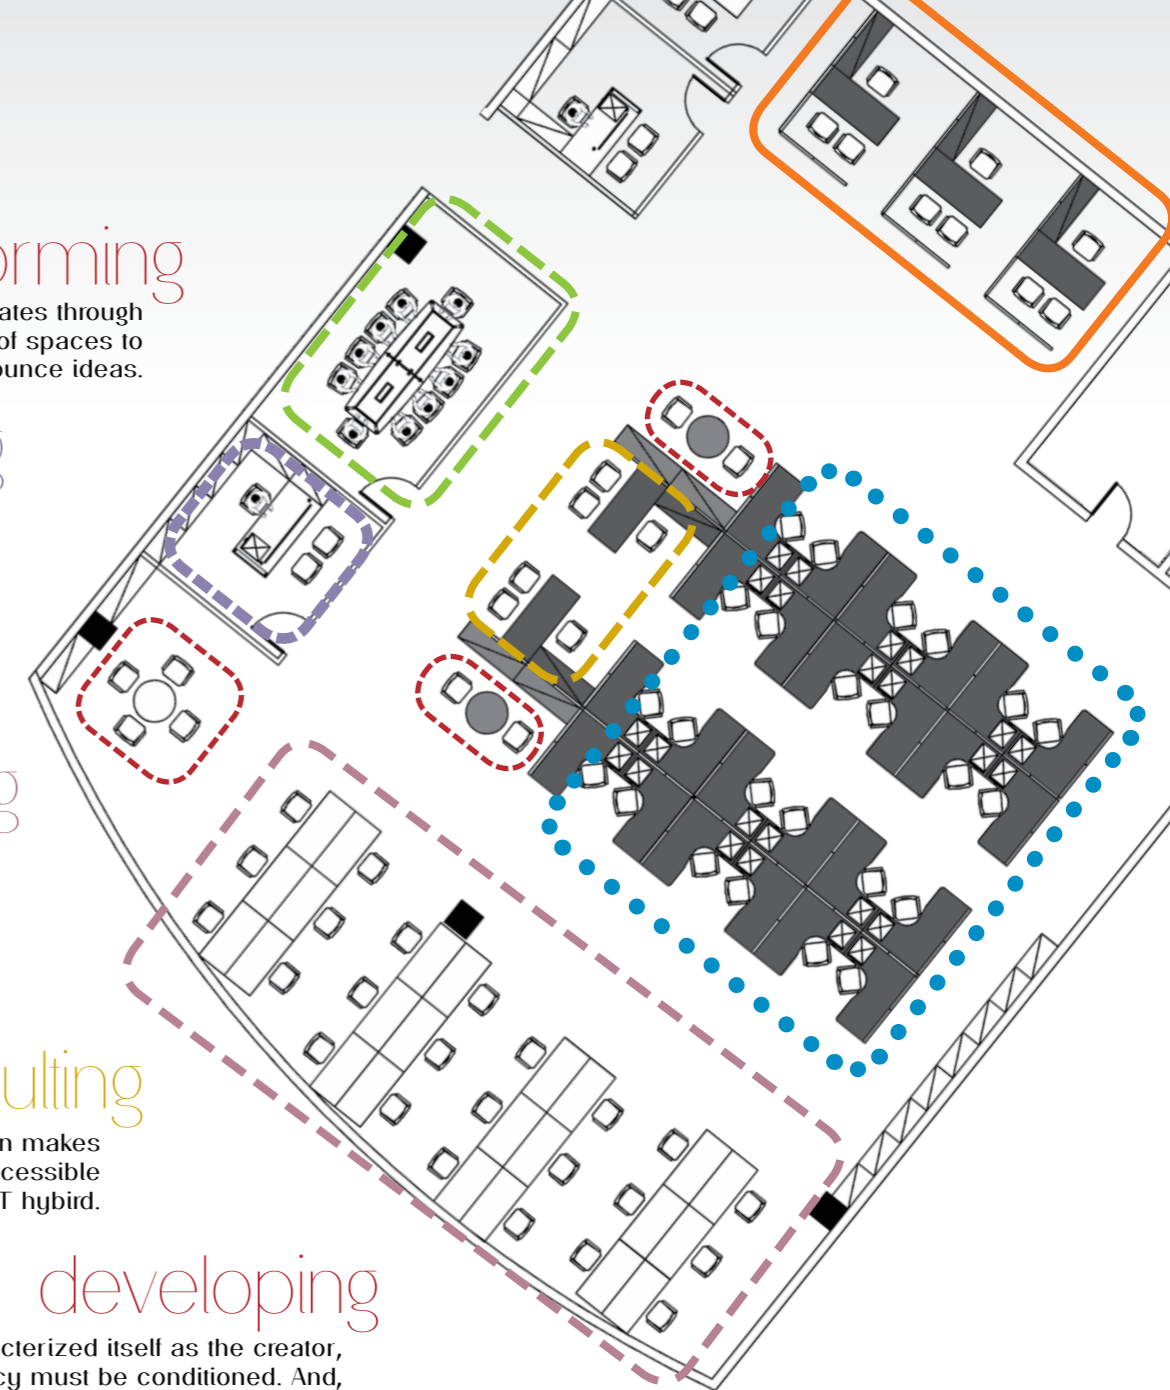 orming
ates through
of spaces to
ounce ideas.
g
g
ulting
n makes
cessible
T hybird.
developing
cterized itself as the creator,
cy must be conditioned. And,